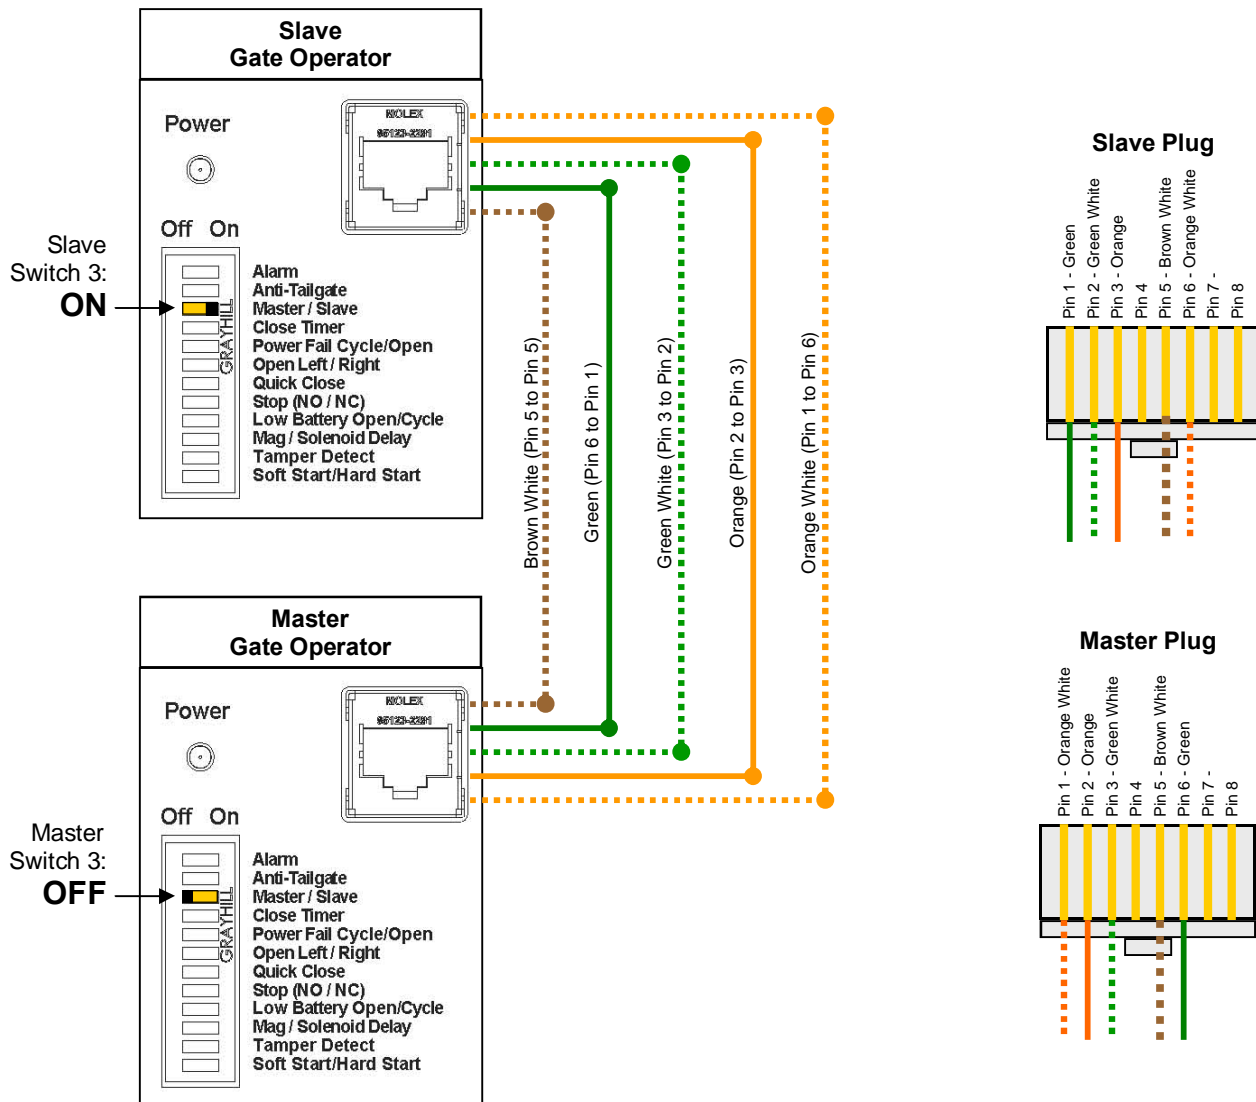 Slave
Gate Operator
Power
MOLEX
95123-2291
Off On
Slave
Switch 3:
ON
Alarm
Anti-Tailgate
Master / Slave
Close Timer
Power Fail Cycle/Open
Open Left / Right
Quick Close
Stop (NO / NC)
Low Battery Open/Cycle
Mag / Solenoid Delay
Tamper Detect
Soft Start/Hard Start
GRAYHILL
Brown White (Pin 5 to Pin 5)
Green (Pin 6 to Pin 1)
Green White (Pin 3 to Pin 2)
Orange (Pin 2 to Pin 3)
Orange White (Pin 1 to Pin 6)
Master
Gate Operator
Power
MOLEX
95123-2291
Off On
Master
Switch 3:
OFF
Alarm
Anti-Tailgate
Master / Slave
Close Timer
Power Fail Cycle/Open
Open Left / Right
Quick Close
Stop (NO / NC)
Low Battery Open/Cycle
Mag / Solenoid Delay
Tamper Detect
Soft Start/Hard Start
GRAYHILL
Slave Plug
Pin 1 - Green
Pin 2 - Green White
Pin 3 - Orange
Pin 4
Pin 5 - Brown White
Pin 6 - Orange White
Pin 7 -
Pin 8
Master Plug
Pin 1 - Orange White
Pin 2 - Orange
Pin 3 - Green White
Pin 4
Pin 5 - Brown White
Pin 6 - Green
Pin 7 -
Pin 8